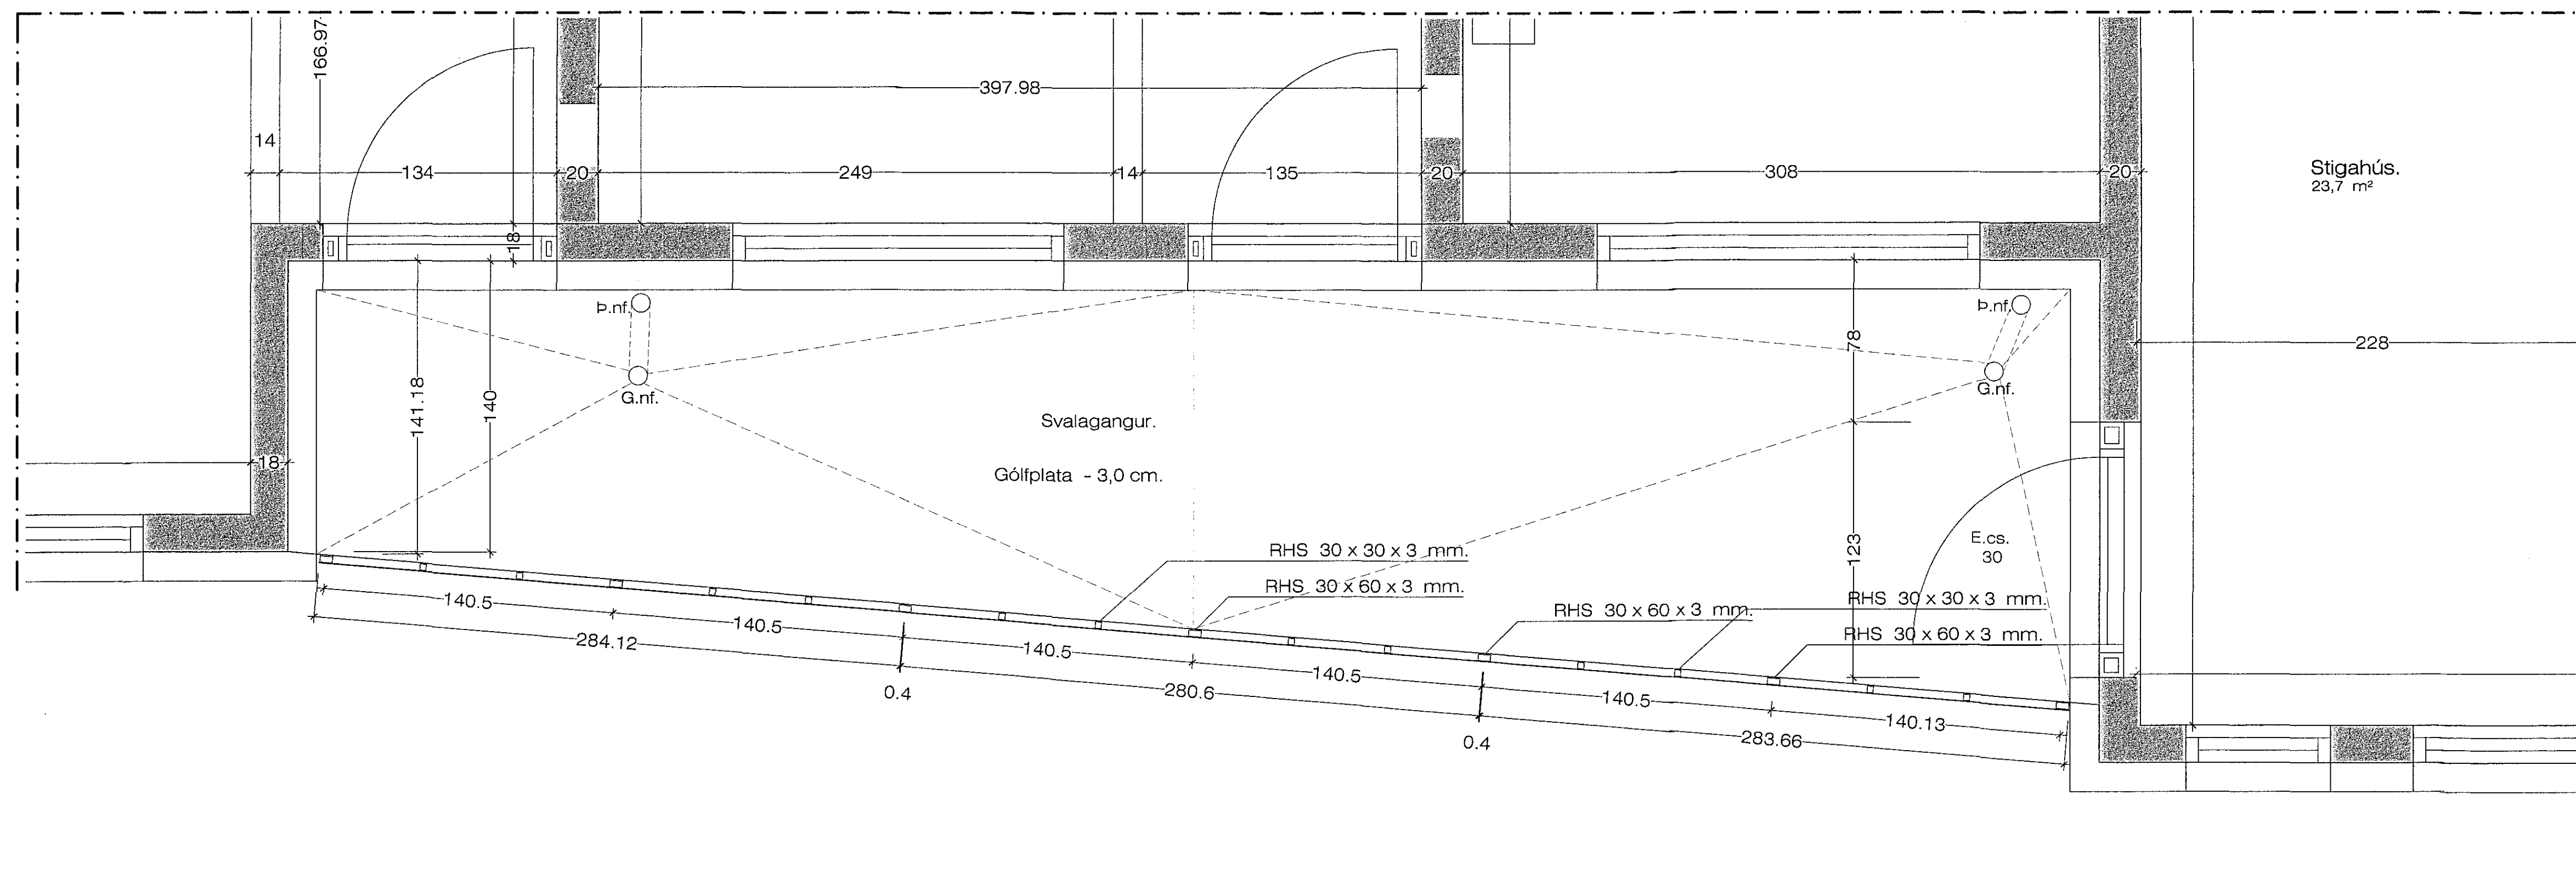 166.97
397.98
14
134
20
249
14
135
20
308
20
Stigahús.
23,7 m²
18
Þ.nf.
Þ.nf.
78
228
141.18
140
G.nf.
G.nf.
Svalagangur.
18
Gólfplata - 3,0 cm.
123
E.cs.
30
RHS 30 x 30 x 3 mm.
RHS 30 x 60 x 3 mm.
RHS 30 x 60 x 3 mm.
RHS 30 x 30 x 3 mm.
RHS 30 x 60 x 3 mm.
140.5
140.5
140.5
140.5
140.5
140.13
284.12
0.4
280.6
0.4
283.66